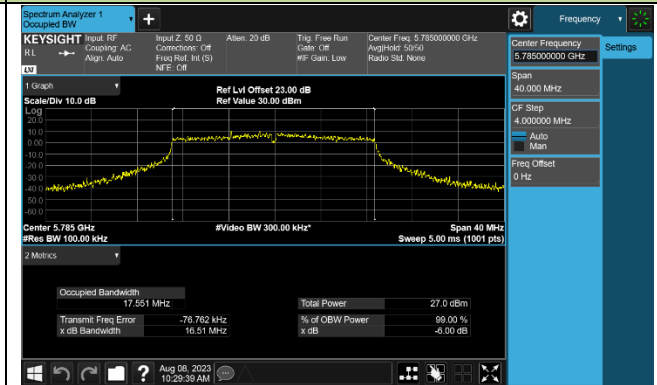 Spectrum Analyzer 1
Occupied BW
+
Frequency
KEYSIGHT
Input: RF
Input Z: 50 Ω
Atten: 20 dB
Trig: Free Run
Center Freq: 5.785000000 GHz
RL
Coupling: AC
Corrections: Off
Gate: Off
Avg|Hold: 50/50
Align: Auto
Freq Ref: Int (S)
#IF Gain: Low
Radio Std: None
NFE: Off
LXI
Center Frequency
5.785000000 GHz
Settings
Span
40.000 MHz
CF Step
4.000000 MHz
Auto
Man
Freq Offset
0 Hz
1 Graph
Ref Lvl Offset 23.00 dB
Scale/Div 10.0 dB
Ref Value 30.00 dBm
Log
20.0
10.0
0.00
-10.0
-20.0
-30.0
-40.0
-50.0
-60.0
Center 5.785 GHz
#Video BW 300.00 kHz*
Span 40 MHz
#Res BW 100.00 kHz
Sweep 5.00 ms (1001 pts)
2 Metrics
Occupied Bandwidth
17.551 MHz
Total Power
27.0 dBm
Transmit Freq Error
-76.762 kHz
% of OBW Power
99.00 %
x dB Bandwidth
16.51 MHz
x dB
-6.00 dB
?
Aug 08, 2023
10:29:39 AM